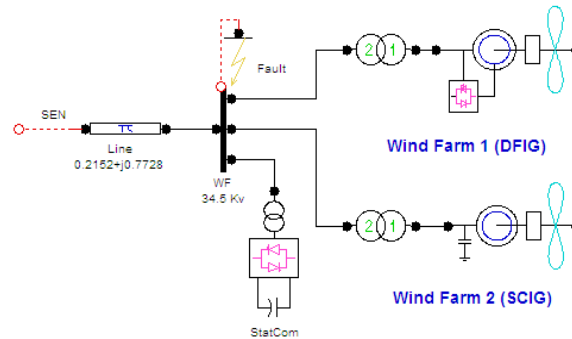 Fault
2 1
SEN
Line
0.2152+j0.7728
WF
34.5 Kv
Wind Farm 1 (DFIG)
2 1
Wind Farm 2 (SCIG)
StatCom